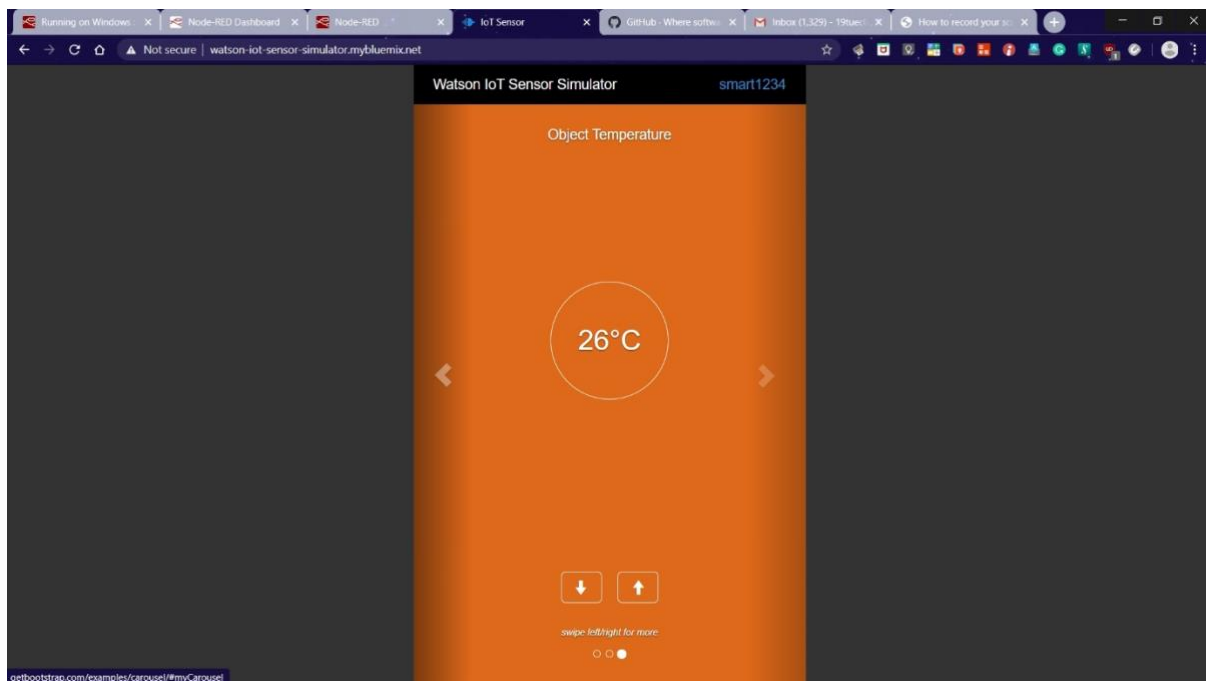 Running on Windows :
Node-RED Dashboard
Node-RED
IoT Sensor
GitHub - Where softw
Inbox (1,329) - 19tuec
How to record your sc
Not secure | watson-iot-sensor-simulator.mybluemix.net
Watson IoT Sensor Simulator
smart1234
Object Temperature
26°C
swipe left/right for more
getbootstrap.com/examples/carousel/#myCarousel